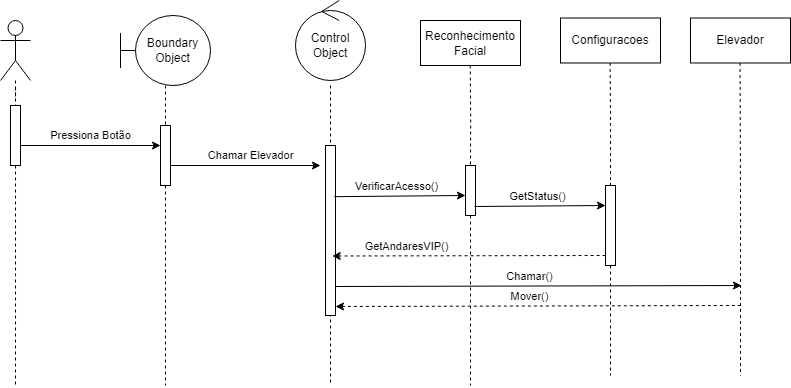 Boundary
Object
Control
Object
Reconhecimento
Facial
Configuracoes
Elevador
Pressiona Botão
Chamar Elevador
VerificarAcesso()
GetStatus()
GetAndaresVIP()
Chamar()
Mover()